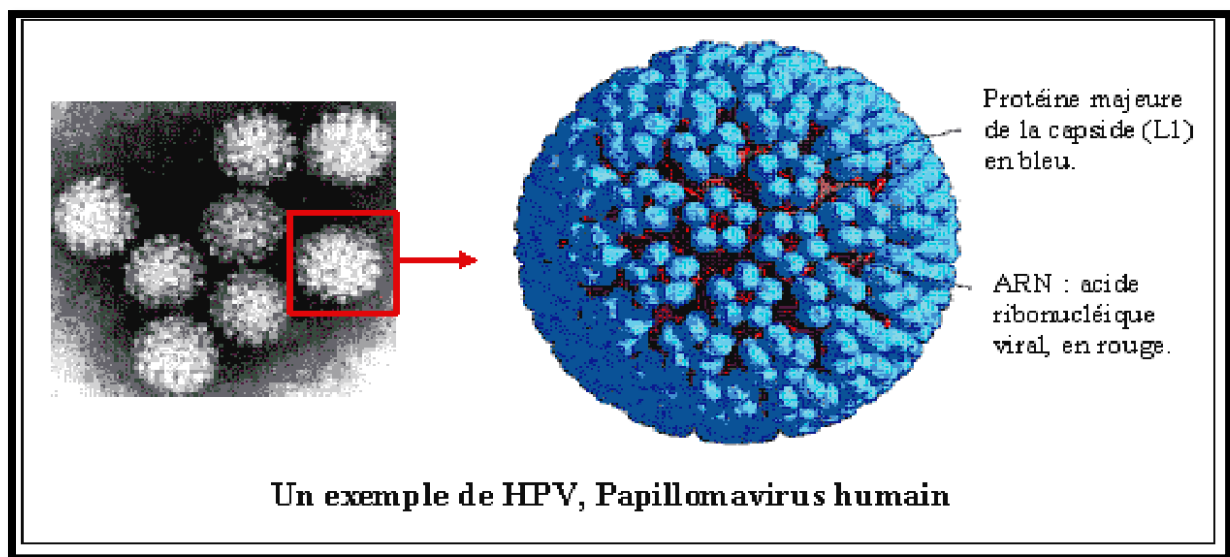 Protéine majeure
de la capside (L1)
en bleu.
ARN : acide
ribonucléique
viral, en rouge.
Un exemple de HPV, Papillomavirus humain